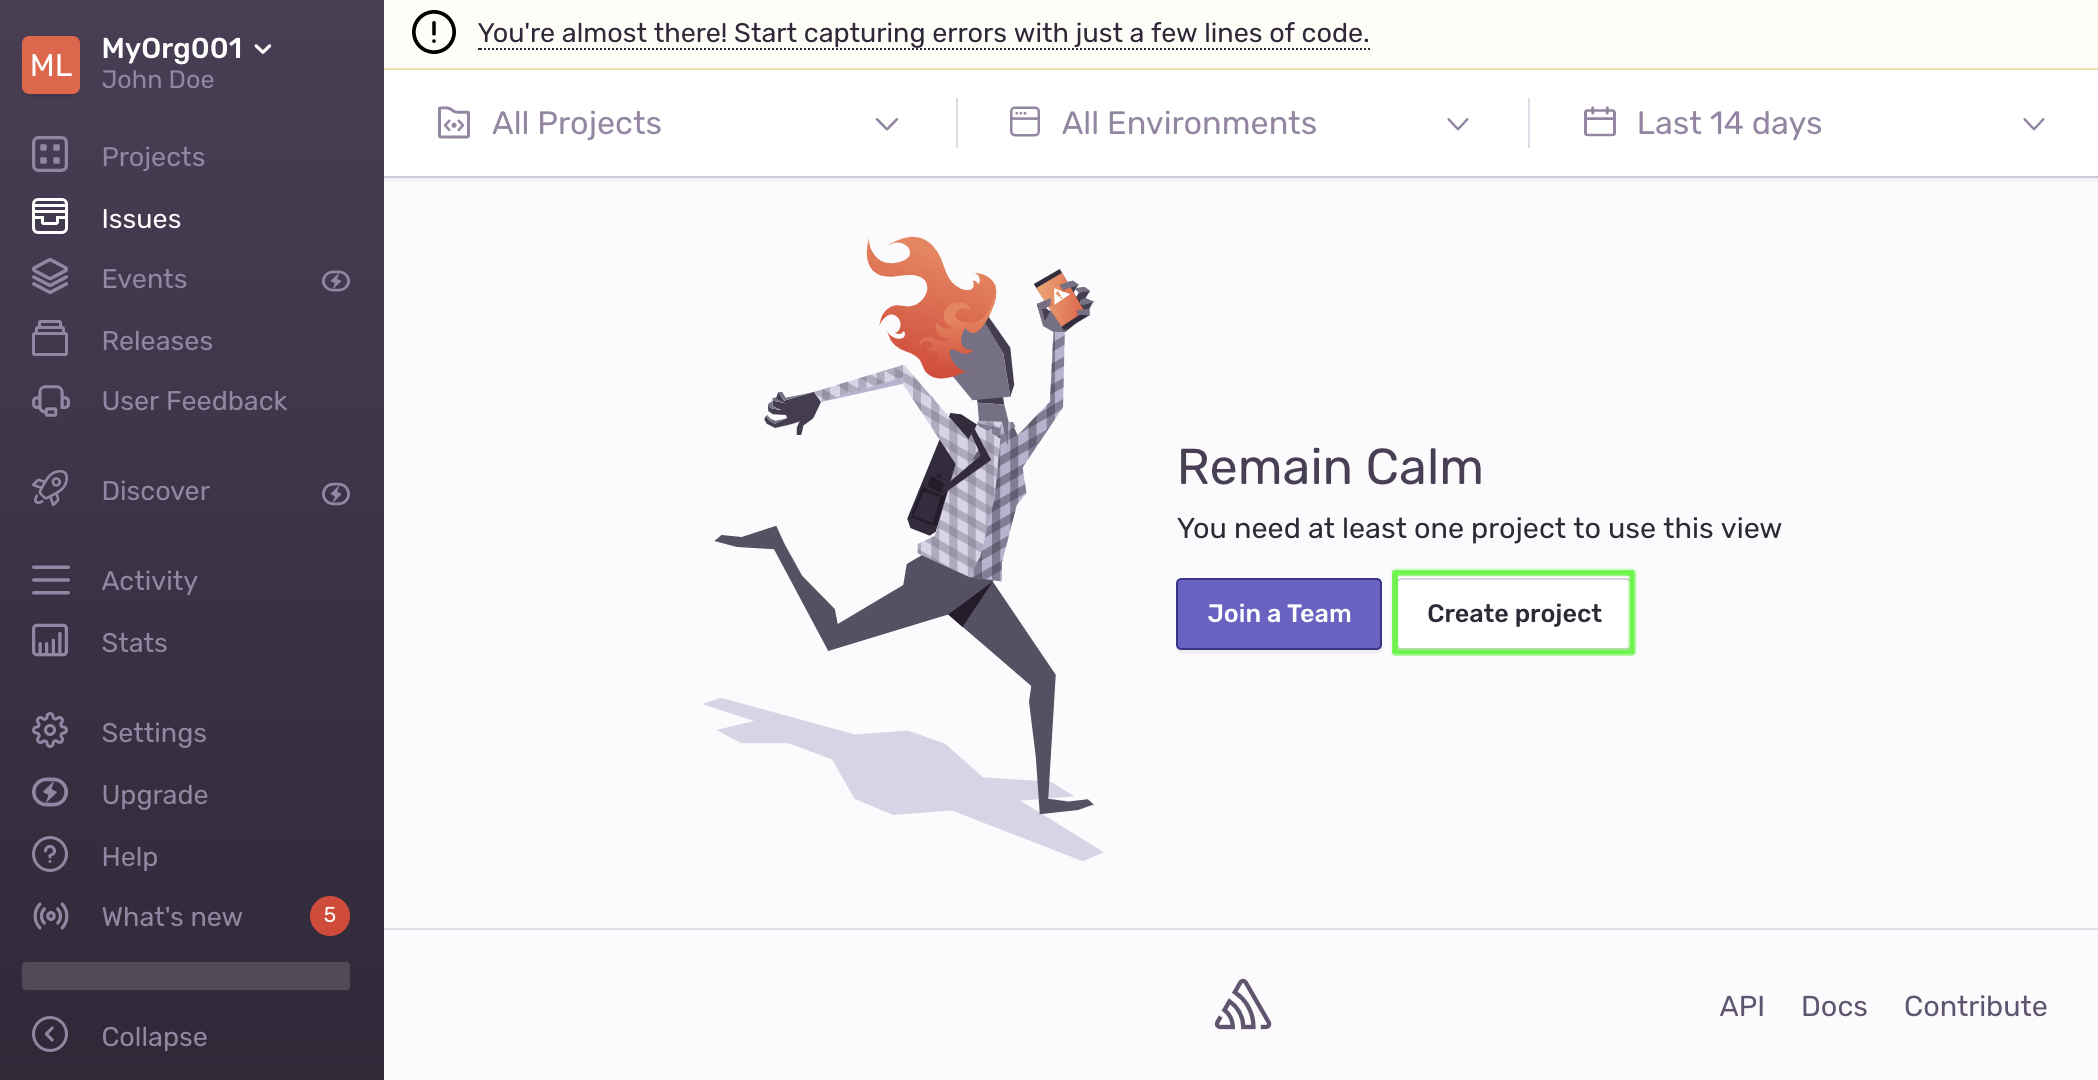 ML
MyOrg001
John Doe
Projects
Issues
Events
Releases
User Feedback
Discover
Activity
Stats
Settings
Upgrade
Help
What's new
5
Collapse
You're almost there! Start capturing errors with just a few lines of code.
All Projects
All Environments
Last 14 days
Remain Calm
You need at least one project to use this view
Join a Team
Create project
API
Docs
Contribute